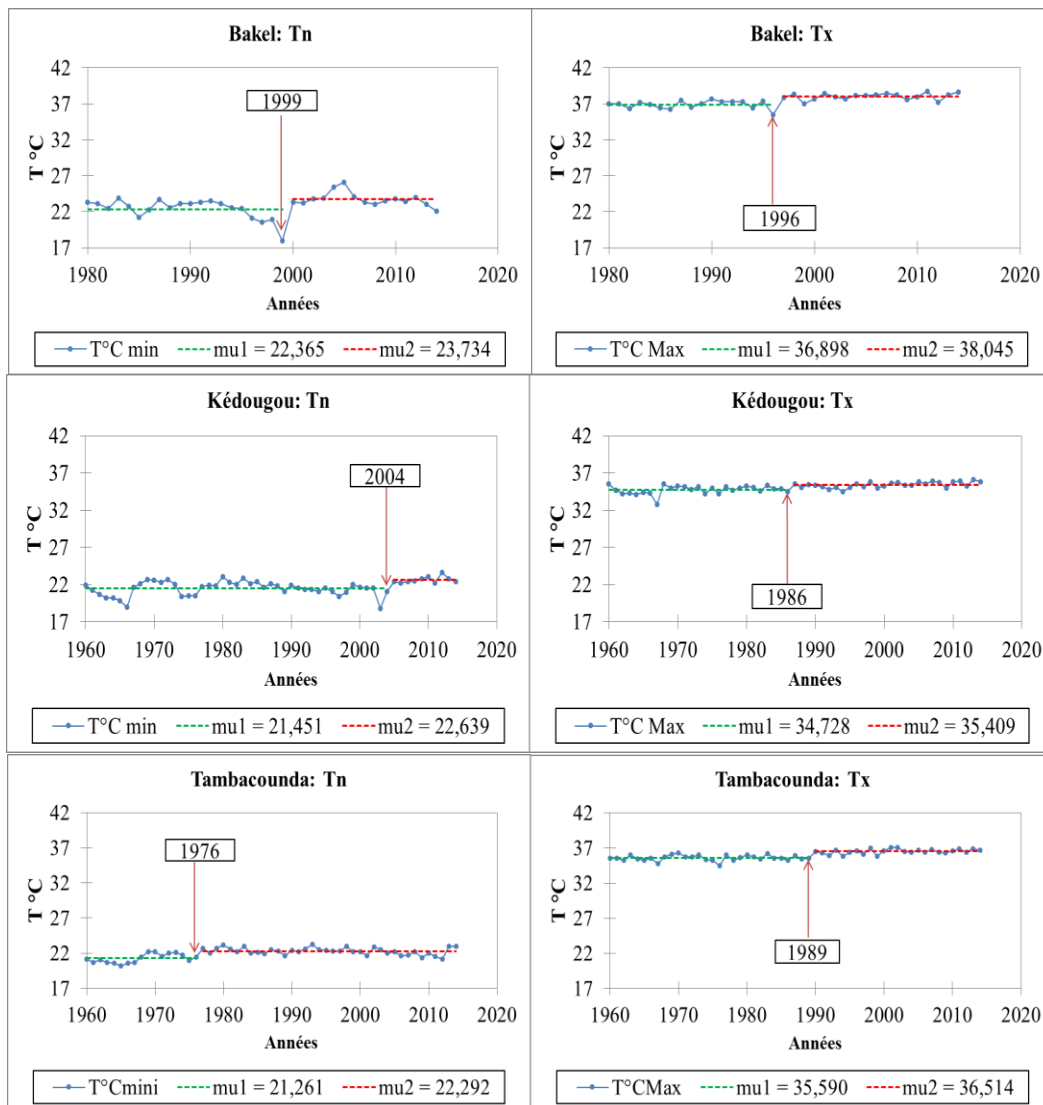 Bakel: Tn
42
37
32
27
22
17
T °C
1999
1980 1990 2000 2010 2020
Années
T°C min mu1 = 22,365 mu2 = 23,734
Bakel: Tx
42
37
32
27
22
17
T °C
1996
1980 1990 2000 2010 2020
Années
T°C Max mu1 = 36,898 mu2 = 38,045
Kédougou: Tn
42
37
32
27
22
17
T °C
2004
1960 1970 1980 1990 2000 2010 2020
Années
T°C min mu1 = 21,451 mu2 = 22,639
Kédougou: Tx
42
37
32
27
22
17
T °C
1986
1960 1970 1980 1990 2000 2010 2020
Années
T°C Max mu1 = 34,728 mu2 = 35,409
Tambacounda: Tn
42
37
32
27
22
17
T °C
1976
1960 1970 1980 1990 2000 2010 2020
Années
T°Cmini mu1 = 21,261 mu2 = 22,292
Tambacounda: Tx
42
37
32
27
22
17
T °C
1989
1960 1970 1980 1990 2000 2010 2020
Années
T°CMax mu1 = 35,590 mu2 = 36,514